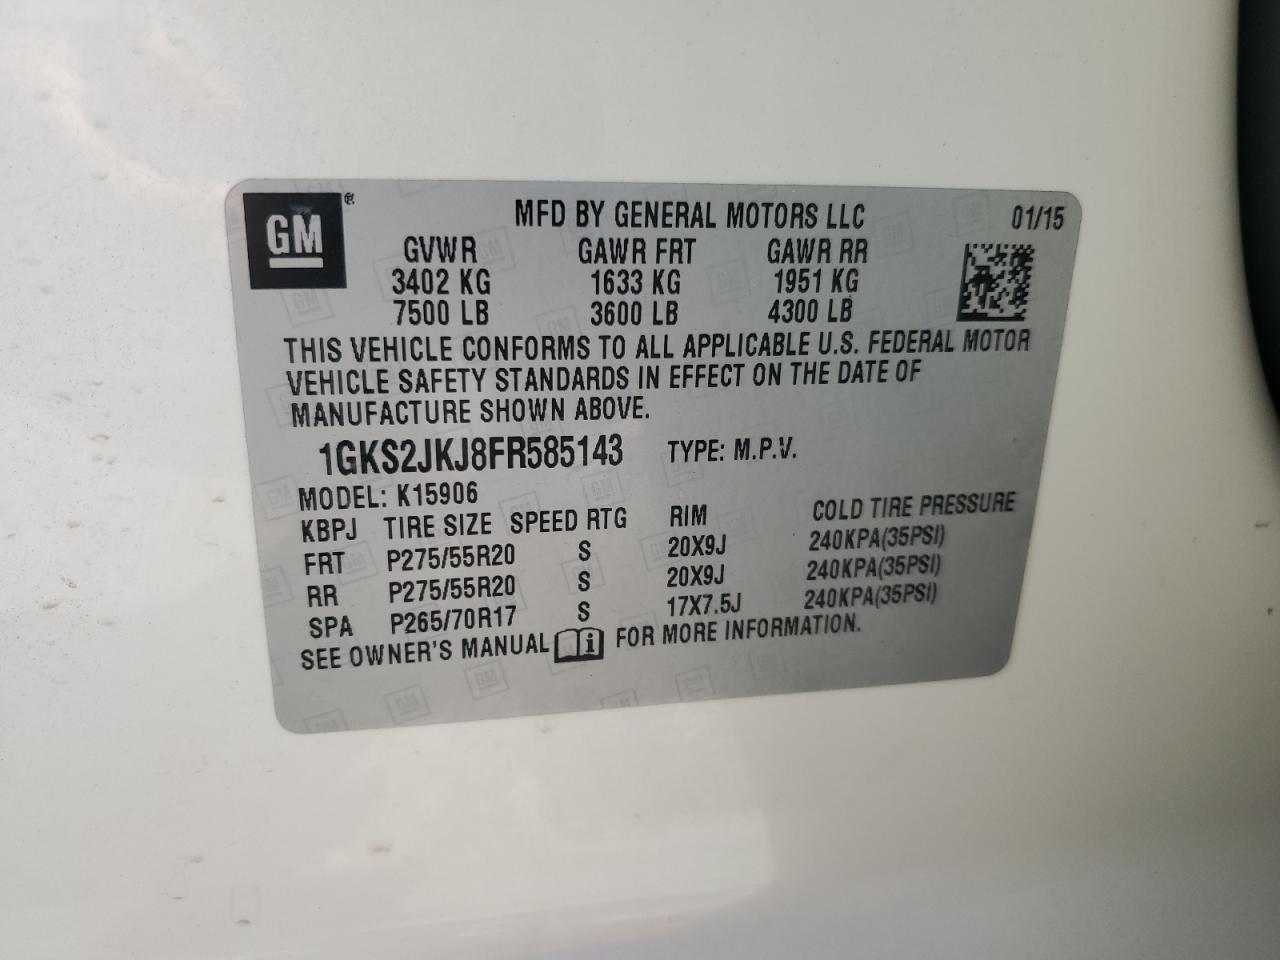 GM®
MFD BY GENERAL MOTORS LLC 01/15
GVWR GAWR FRT GAWR RR
3402 KG 1633 KG 1951 KG
7500 LB 3600 LB 4300 LB
THIS VEHICLE CONFORMS TO ALL APPLICABLE U.S. FEDERAL MOTOR
VEHICLE SAFETY STANDARDS IN EFFECT ON THE DATE OF
MANUFACTURE SHOWN ABOVE.
1GKS2JKJ8FR585143 TYPE: M.P.V.
MODEL: K15906
KBPJ TIRE SIZE SPEED RTG RIM COLD TIRE PRESSURE
FRT P275/55R20 S 20X9J 240KPA(35PSI)
RR P275/55R20 S 20X9J 240KPA(35PSI)
SPA P265/70R17 S 17X7.5J 240KPA(35PSI)
SEE OWNER'S MANUAL i FOR MORE INFORMATION.